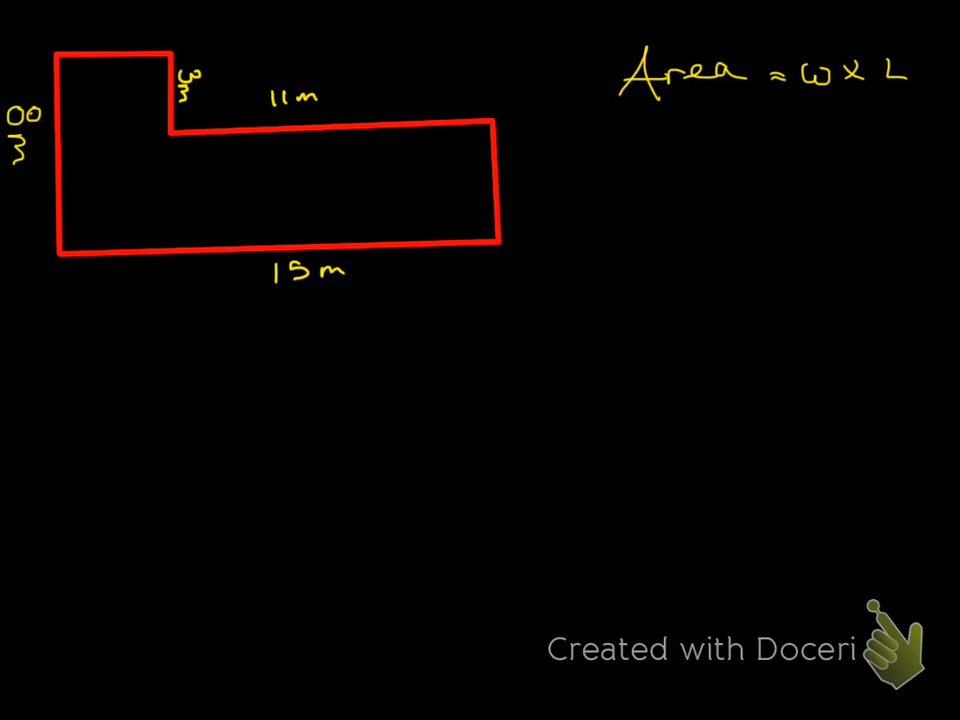 Area = W x L
3m
11m
8m
15m
Created with Doceri